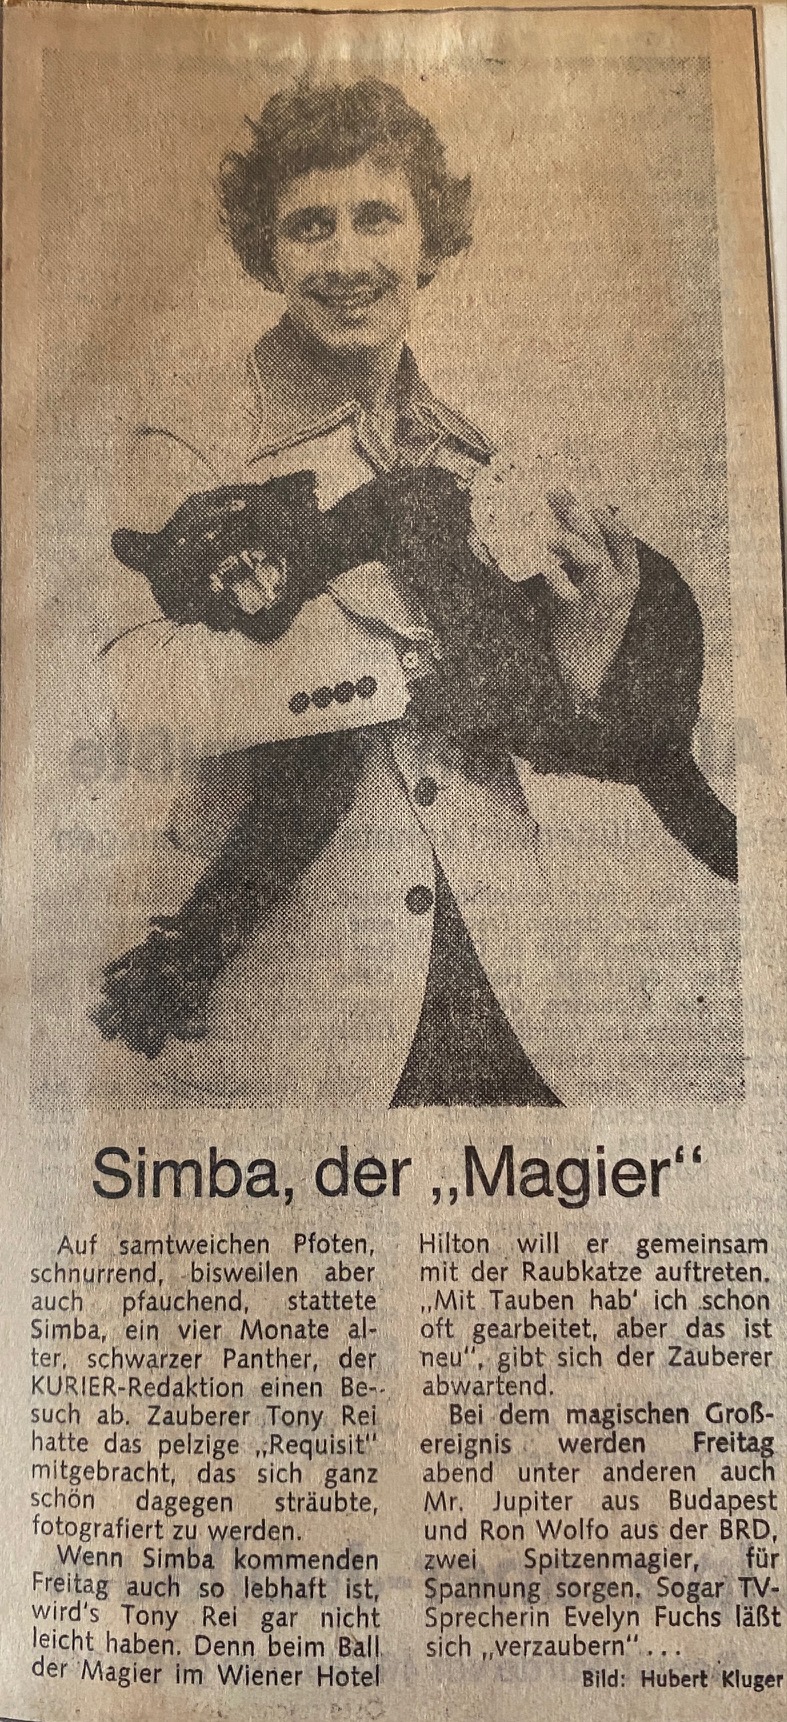 Simba, der „Magier“
Auf samtweichen Pfoten,
schnurrend, bisweilen aber
auch pfauchend, stattete
Simba, ein vier Monate al-
ter, schwarzer Panther, der
KURIER-Redaktion einen Be-
such ab. Zauberer Tony Rei
hatte das pelzige „Requisit“
mitgebracht, das sich ganz
schön dagegen sträubte,
fotografiert zu werden.
Wenn Simba kommenden
Freitag auch so lebhaft ist,
wird's Tony Rei gar nicht
leicht haben. Denn beim Ball
der Magier im Wiener Hotel
Hilton will er gemeinsam
mit der Raubkatze auftreten.
„Mit Tauben hab' ich schon
oft gearbeitet, aber das ist
neu“, gibt sich der Zauberer
abwartend.
Bei dem magischen Groß-
ereignis werden Freitag
abend unter anderen auch
Mr. Jupiter aus Budapest
und Ron Wolfo aus der BRD,
zwei Spitzenmagier, für
Spannung sorgen. Sogar TV-
Sprecherin Evelyn Fuchs läßt
sich „verzaubern“ ...
Bild: Hubert Kluger